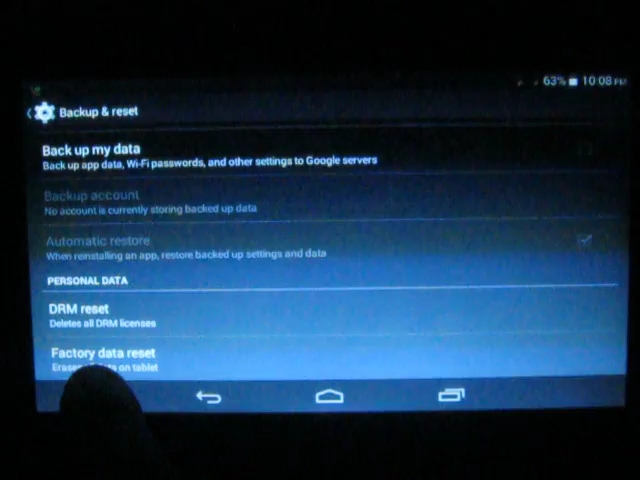 63% 10:08 PM
Backup & reset
Back up my data
Back up app data, Wi-Fi passwords, and other settings to Google servers
Backup account
No account is currently storing backed up data
Automatic restore
When reinstalling an app, restore backed up settings and data
PERSONAL DATA
DRM reset
Deletes all DRM licenses
Factory data reset
on tablet